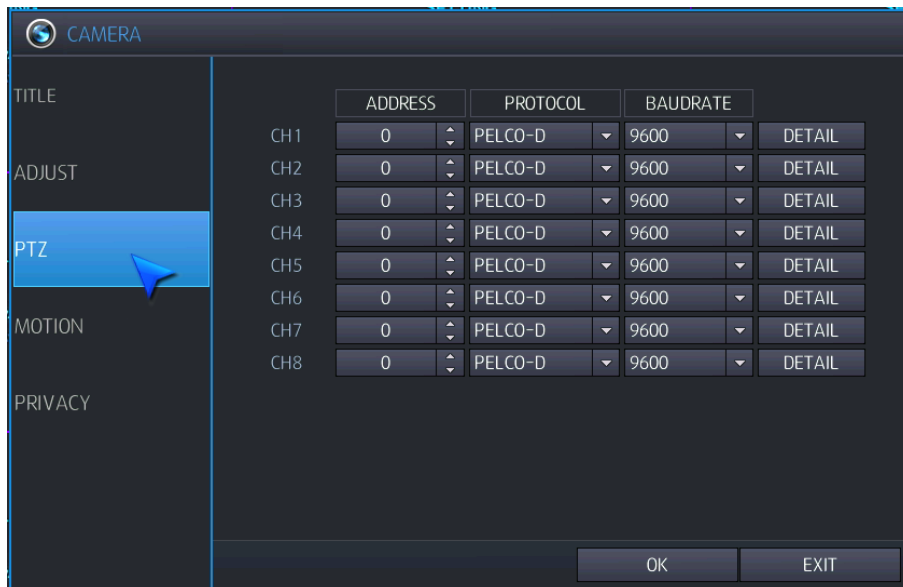 CAMERA
TITLE
ADJUST
PTZ
MOTION
PRIVACY
ADDRESS PROTOCOL BAUDRATE
CH1 0 PELCO-D 9600 DETAIL
CH2 0 PELCO-D 9600 DETAIL
CH3 0 PELCO-D 9600 DETAIL
CH4 0 PELCO-D 9600 DETAIL
CH5 0 PELCO-D 9600 DETAIL
CH6 0 PELCO-D 9600 DETAIL
CH7 0 PELCO-D 9600 DETAIL
CH8 0 PELCO-D 9600 DETAIL
OK EXIT